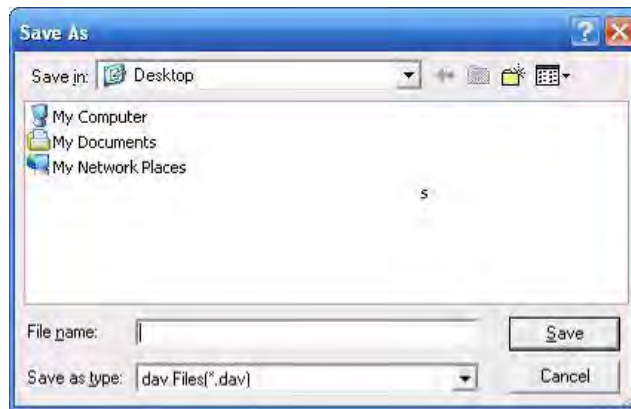 Save As
Save in: Desktop
My Computer
My Documents
My Network Places
s
File name:
Save
Save as type: dav Files(*.dav)
Cancel